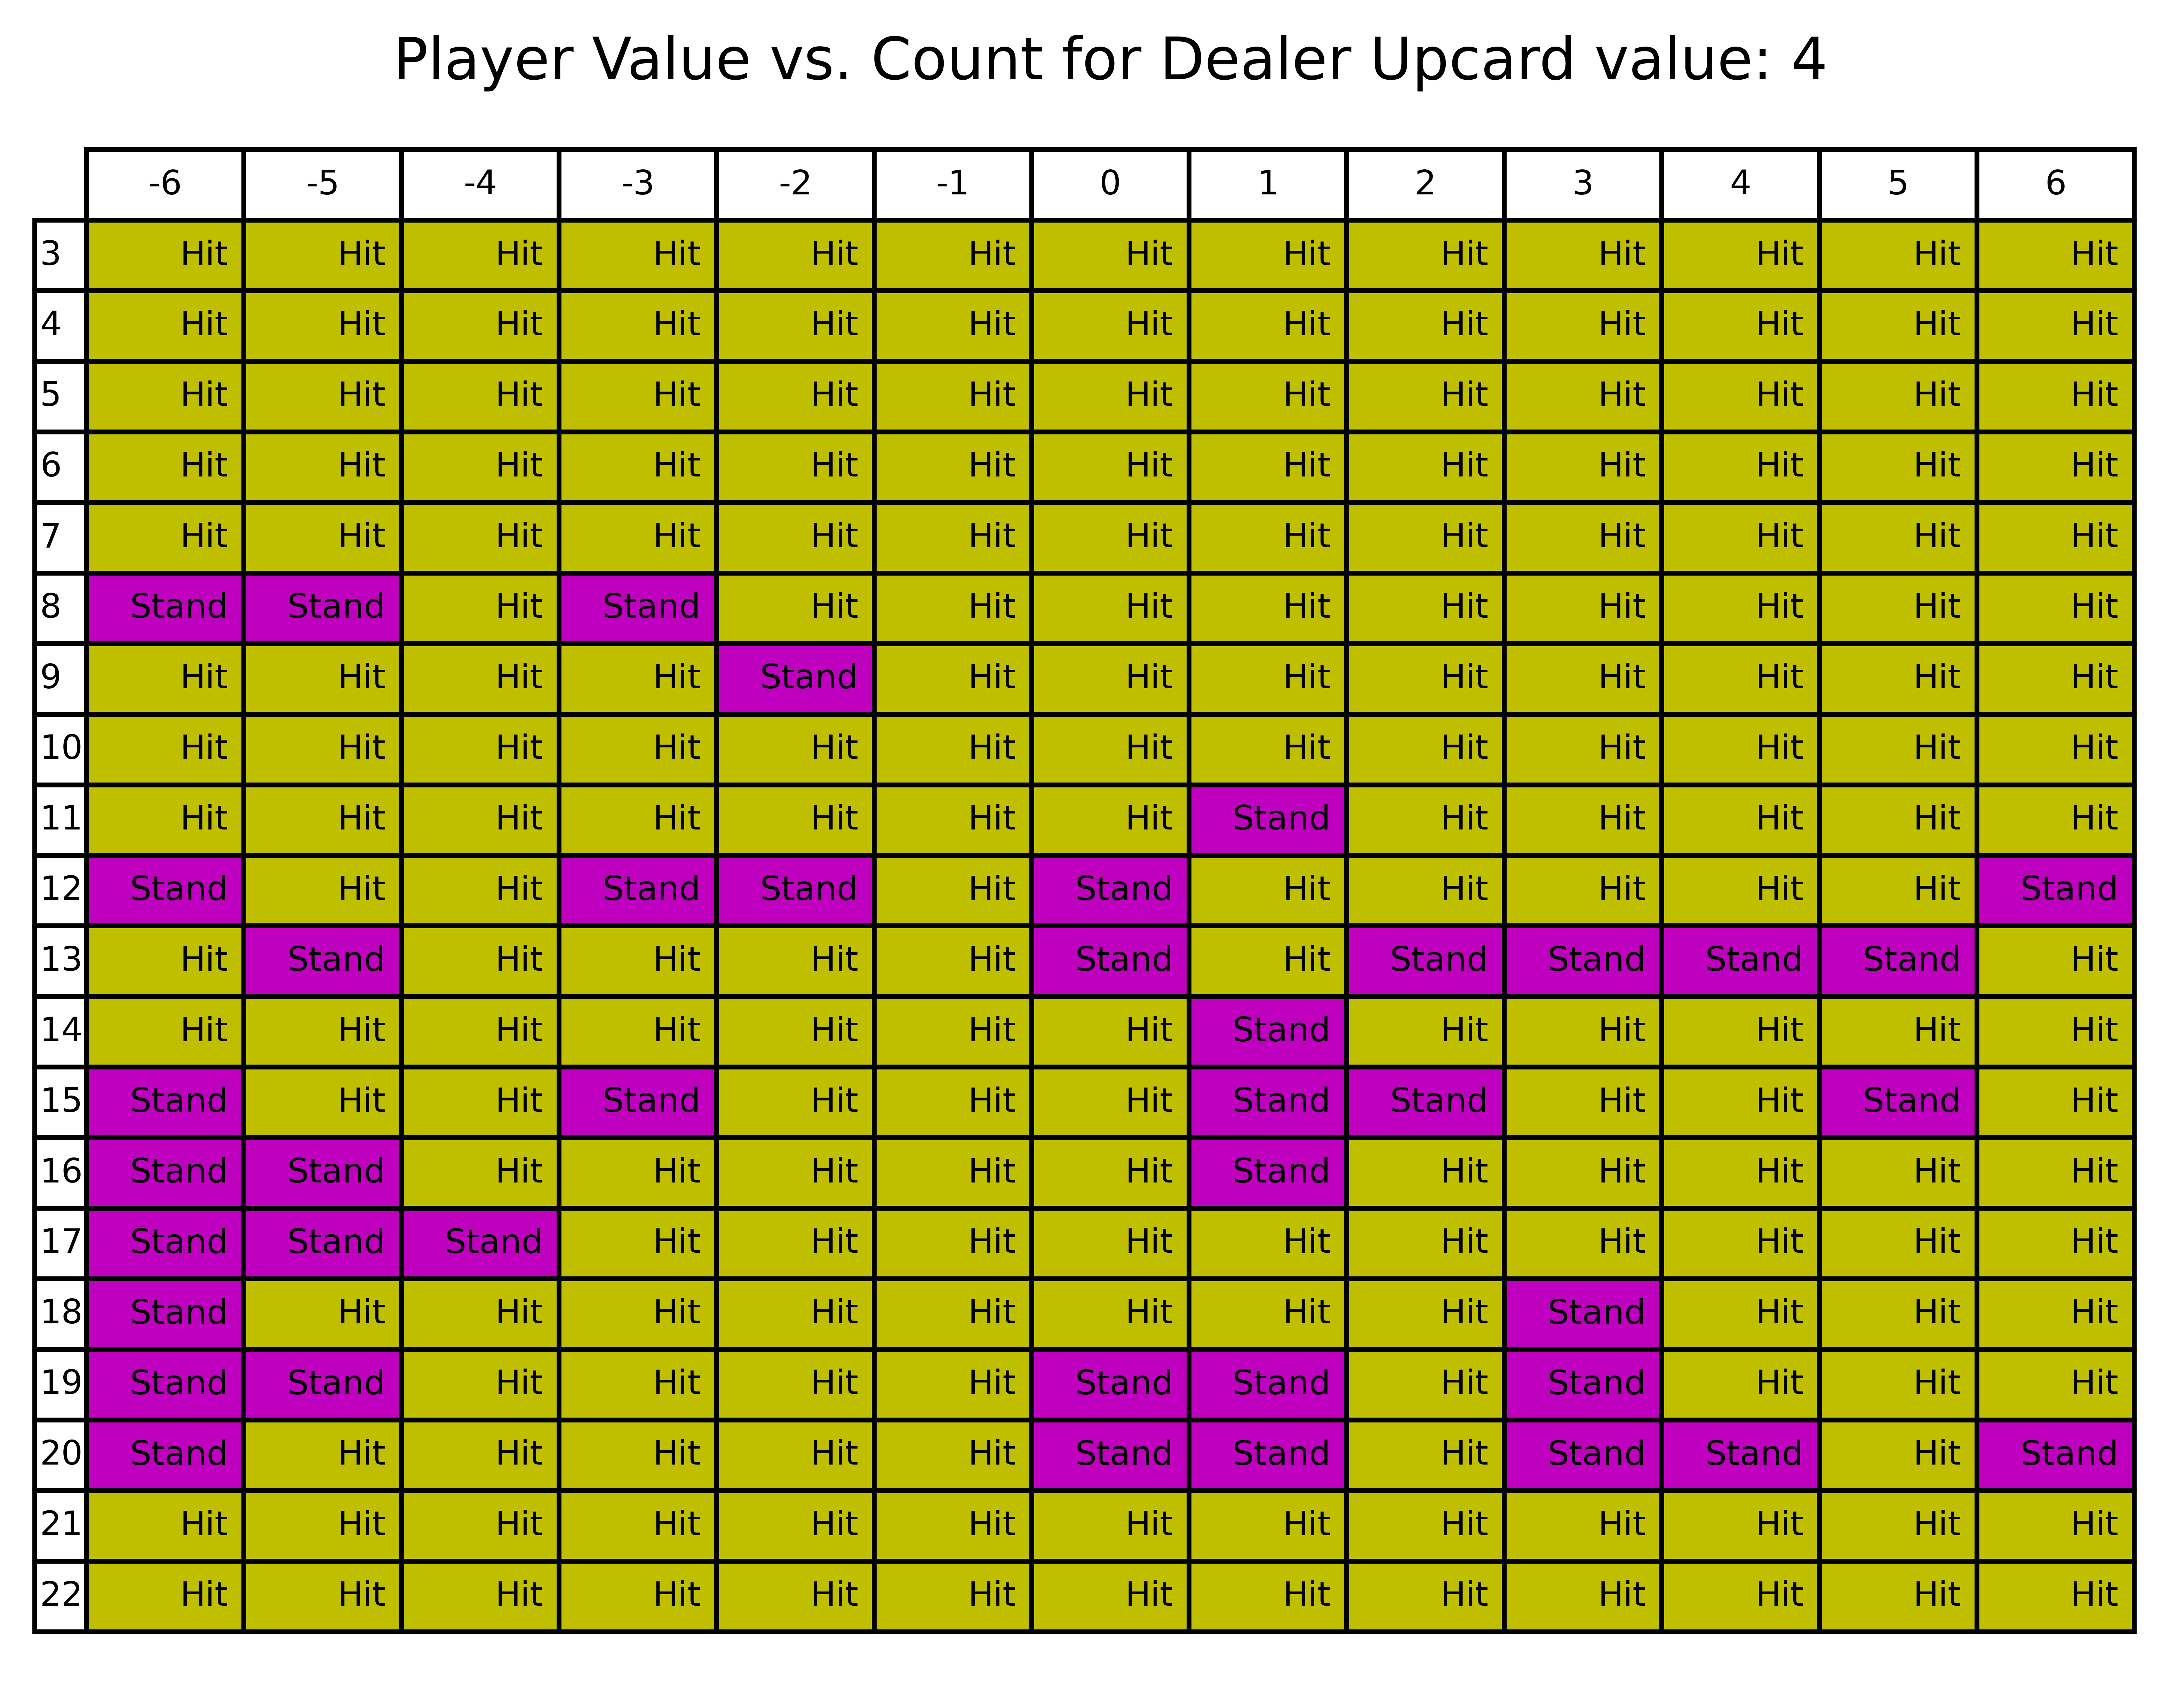 Player Value vs. Count for Dealer Upcard value: 4
-6 -5 -4 -3 -2 -1 0 1 2 3 4 5 6
3 Hit Hit Hit Hit Hit Hit Hit Hit Hit Hit Hit Hit Hit
4 Hit Hit Hit Hit Hit Hit Hit Hit Hit Hit Hit Hit Hit
5 Hit Hit Hit Hit Hit Hit Hit Hit Hit Hit Hit Hit Hit
6 Hit Hit Hit Hit Hit Hit Hit Hit Hit Hit Hit Hit Hit
7 Hit Hit Hit Hit Hit Hit Hit Hit Hit Hit Hit Hit Hit
8 Stand Stand Hit Stand Hit Hit Hit Hit Hit Hit Hit Hit Hit
9 Hit Hit Hit Hit Stand Hit Hit Hit Hit Hit Hit Hit Hit
10 Hit Hit Hit Hit Hit Hit Hit Hit Hit Hit Hit Hit Hit
11 Hit Hit Hit Hit Hit Hit Hit Stand Hit Hit Hit Hit Hit
12 Stand Hit Hit Stand Stand Hit Stand Hit Hit Hit Hit Hit Stand
13 Hit Stand Hit Hit Hit Hit Stand Hit Stand Stand Stand Stand Hit
14 Hit Hit Hit Hit Hit Hit Hit Stand Hit Hit Hit Hit Hit
15 Stand Hit Hit Stand Hit Hit Hit Stand Stand Hit Hit Stand Hit
16 Stand Stand Hit Hit Hit Hit Hit Stand Hit Hit Hit Hit Hit
17 Stand Stand Stand Hit Hit Hit Hit Hit Hit Hit Hit Hit Hit
18 Stand Hit Hit Hit Hit Hit Hit Hit Hit Stand Hit Hit Hit
19 Stand Stand Hit Hit Hit Hit Stand Stand Hit Stand Hit Hit Hit
20 Stand Hit Hit Hit Hit Hit Stand Stand Hit Stand Stand Hit Stand
21 Hit Hit Hit Hit Hit Hit Hit Hit Hit Hit Hit Hit Hit
22 Hit Hit Hit Hit Hit Hit Hit Hit Hit Hit Hit Hit Hit